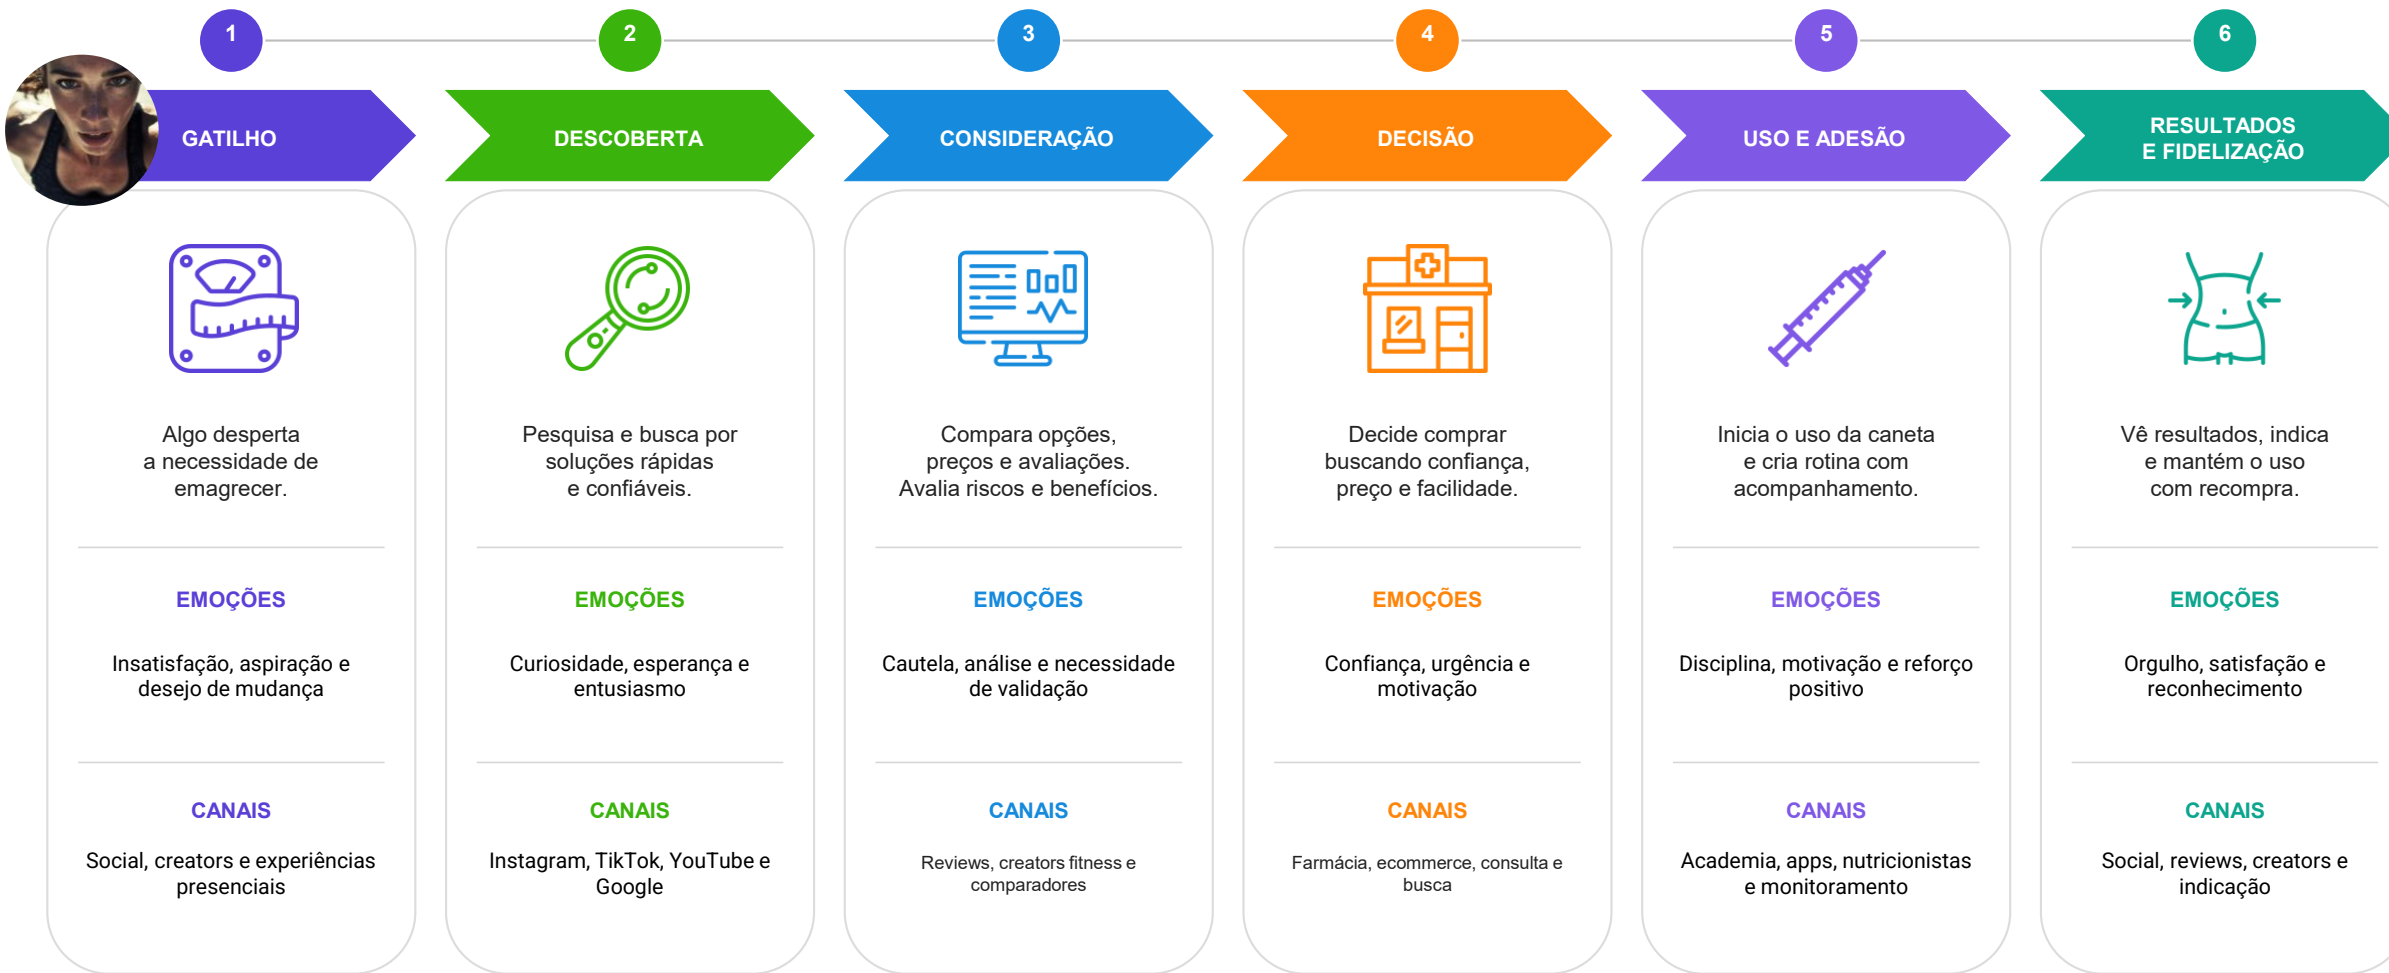 1
2
3
4
5
6
GATILHO
DESCOBERTA
CONSIDERAÇÃO
DECISÃO
USO E ADESÃO
RESULTADOS
E FIDELIZAÇÃO
Algo desperta
a necessidade de
emagrecer.
EMOÇÕES
Insatisfação, aspiração e
desejo de mudança
CANAIS
Social, creators e experiências
presenciais
Pesquisa e busca por
soluções rápidas
e confiáveis.
EMOÇÕES
Curiosidade, esperança e
entusiasmo
CANAIS
Instagram, TikTok, YouTube e
Google
Compara opções,
preços e avaliações.
Avalia riscos e benefícios.
EMOÇÕES
Cautela, análise e necessidade
de validação
CANAIS
Reviews, creators fitness e
comparadores
Decide comprar
buscando confiança,
preço e facilidade.
EMOÇÕES
Confiança, urgência e
motivação
CANAIS
Farmácia, ecommerce, consulta e
busca
Inicia o uso da caneta
e cria rotina com
acompanhamento.
EMOÇÕES
Disciplina, motivação e reforço
positivo
CANAIS
Academia, apps, nutricionistas
e monitoramento
Vê resultados, indica
e mantém o uso
com recompra.
EMOÇÕES
Orgulho, satisfação e
reconhecimento
CANAIS
Social, reviews, creators e
indicação